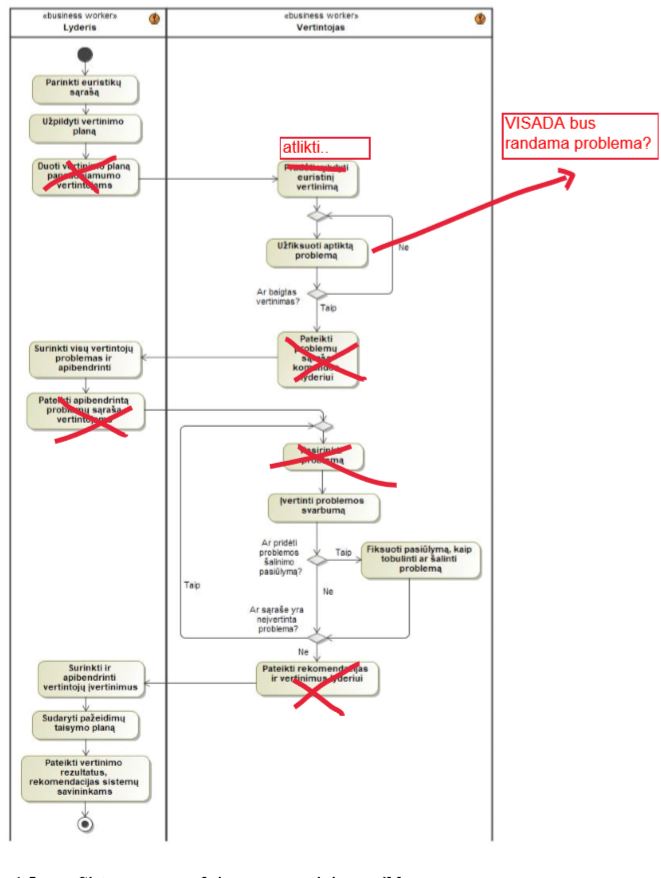 «business worker»
Lyderis
«business worker»
Vertintojas
Parinkti euristikų
sąrašą
Užpildyti vertinimo
planą
Duoti vertinimo planą
panaudojamumo
vertintojams
atlikti..
euristinį
vertinimą
VISADA bus
randama problema?
Užfiksuoti aptiktą
problemą
Ne
Ar baigtas
vertinimas?
Taip
Pateikti
problemų
sąrašą
komandos
lyderiui
Surinkti visų vertintojų
problemas ir
apibendrinti
Pateikti apibendrintą
problemų sąrašą
vertintojams
Pasirinkti
problemą
Įvertinti problemos
svarbumą
Ar pridėti
problemos
šalinimo
pasiūlymą?
Taip
Fiksuoti pasiūlymą, kaip
tobulinti ar šalinti
problemą
Ne
Taip
Ar sąraše yra
neįvertinta
problema?
Ne
Pateikti rekomendacijas
ir vertinimus lyderiui
Surinkti ir
apibendrinti
vertintojų įvertinimus
Sudaryti pažeidimų
taisymo planą
Pateikti vertinimo
rezultatus,
rekomendacijas sistemų
savininkams